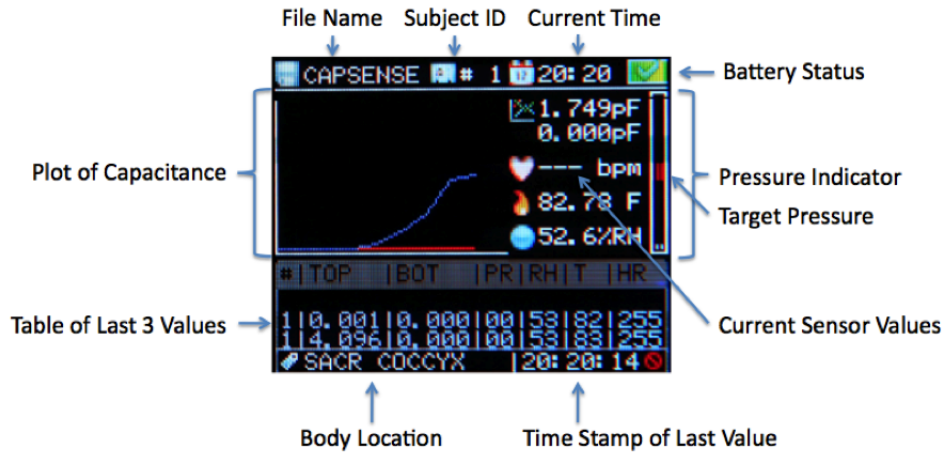 File Name Subject ID Current Time
CAPSENSE # 1 20:20
Battery Status
1.749pF
0.000pF
Plot of Capacitance
--- bpm
Pressure Indicator
82.78 F
Target Pressure
52.6%RH
#|TOP |BOT |PR|RH|T |HR
Table of Last 3 Values
1|0.001|0.000|00|53|82|255
1|4.096|0.000|00|53|83|255
Current Sensor Values
SACR COCCYX |20:20:14
Body Location
Time Stamp of Last Value